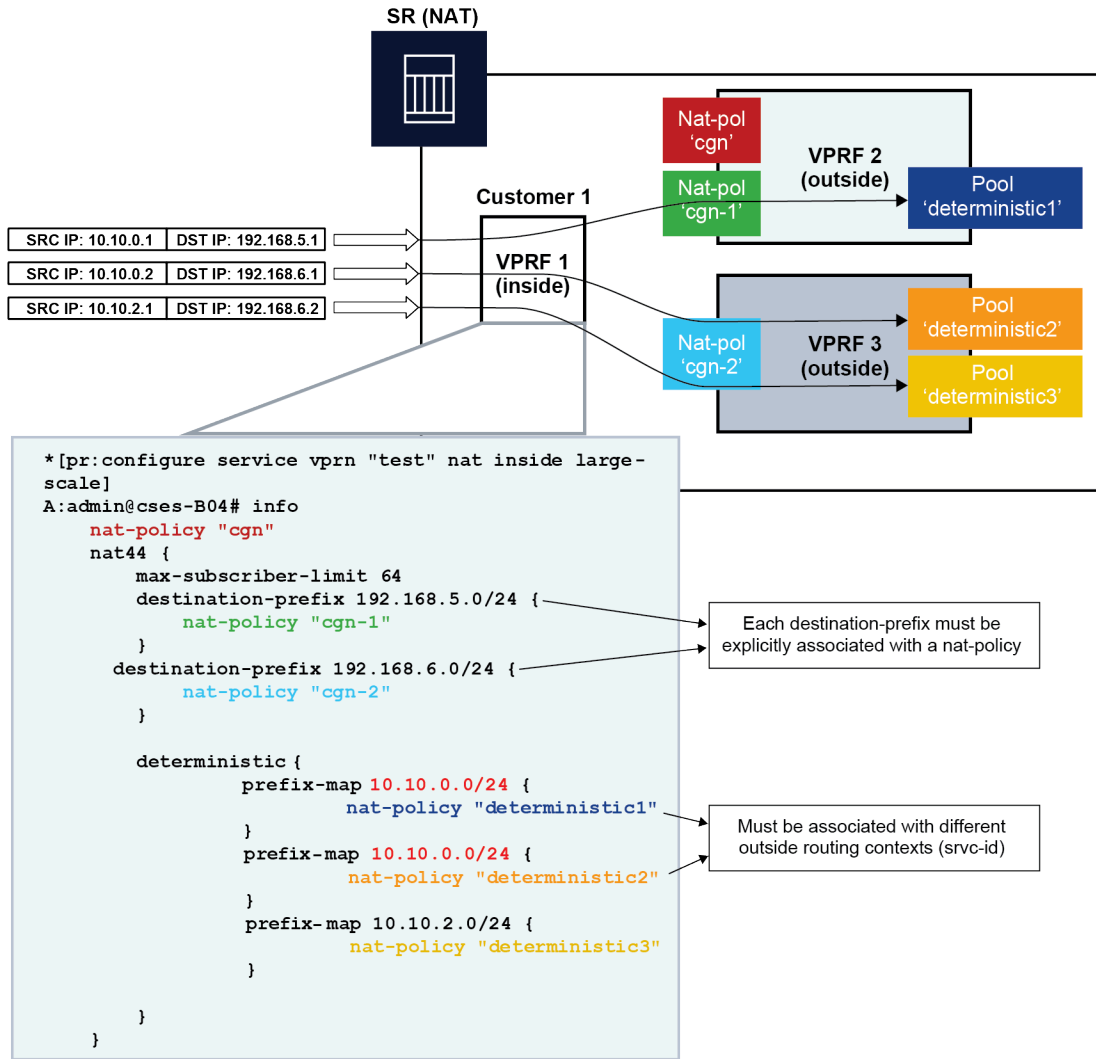 SR (NAT)
Nat-pol
'cgn'
Nat-pol
'cgn-1'
VPRF 2
(outside)
Pool
'deterministic1'
Customer 1
VPRF 1
(inside)
SRC IP: 10.10.0.1 DST IP: 192.168.5.1
SRC IP: 10.10.0.2 DST IP: 192.168.6.1
SRC IP: 10.10.2.1 DST IP: 192.168.6.2
Nat-pol
'cgn-2'
VPRF 3
(outside)
Pool
'deterministic2'
Pool
'deterministic3'
*[pr:configure service vprn "test" nat inside large-
scale]
A:admin@cses-B04# info
nat-policy "cgn"
nat44 {
max-subscriber-limit 64
destination-prefix 192.168.5.0/24 {
nat-policy "cgn-1"
}
destination-prefix 192.168.6.0/24 {
nat-policy "cgn-2"
}
deterministic {
prefix-map 10.10.0.0/24 {
nat-policy "deterministic1"
}
prefix-map 10.10.0.0/24 {
nat-policy "deterministic2"
}
prefix-map 10.10.2.0/24 {
nat-policy "deterministic3"
}
}
}
Each destination-prefix must be
explicitly associated with a nat-policy
Must be associated with different
outside routing contexts (srvc-id)